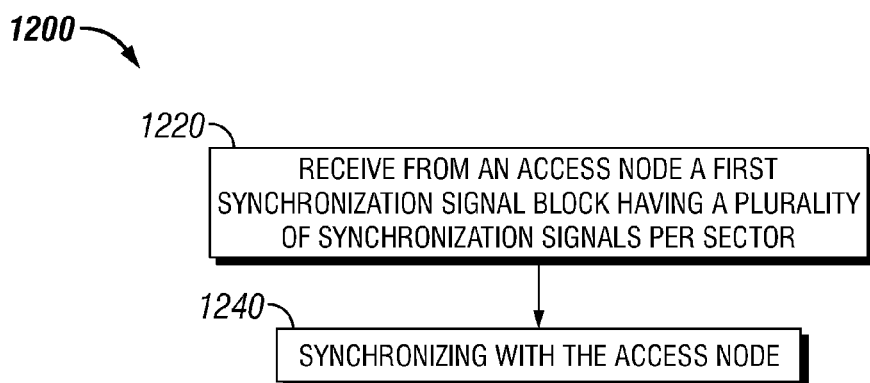 1200
1220
RECEIVE FROM AN ACCESS NODE A FIRST
SYNCHRONIZATION SIGNAL BLOCK HAVING A PLURALITY
OF SYNCHRONIZATION SIGNALS PER SECTOR
1240
SYNCHRONIZING WITH THE ACCESS NODE